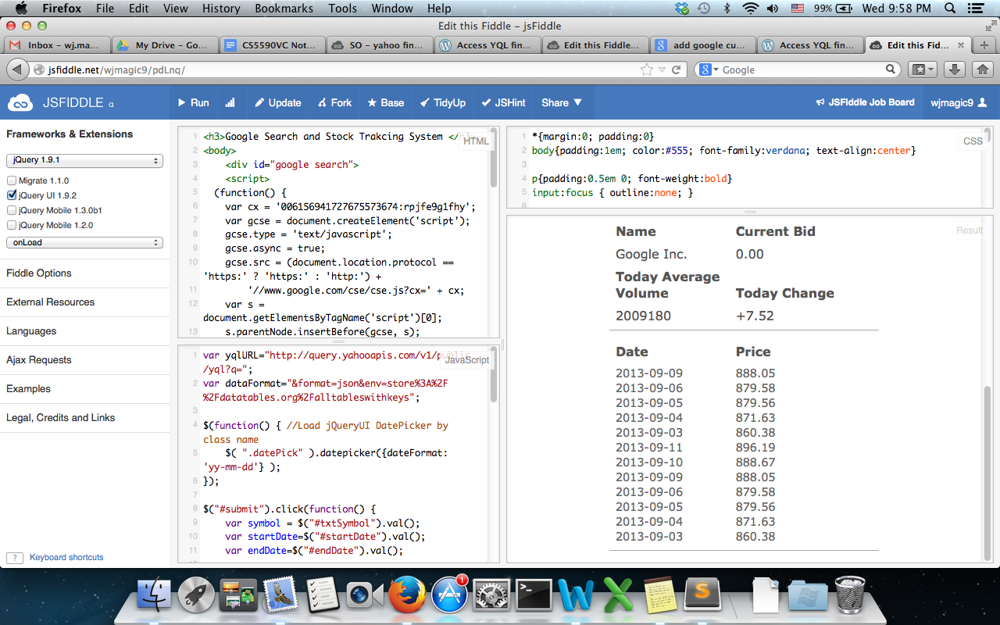 Firefox File Edit View History Bookmarks Tools Window Help 99% Wed 9:58 PM
Edit this Fiddle – jsFiddle
Inbox - wj.ma... My Drive - Go... CS5590VC Not... SO – yahoo fin... Access YQL fin... Edit this Fiddle... add google cu... Access YQL fin... Edit this Fid...
jsfiddle.net/wjmagic9/pdLnq/ Google
JSFIDDLE α Run Update Fork Base TidyUp JSHint Share JSFiddle Job Board wjmagic9
Frameworks & Extensions
jQuery 1.9.1
Migrate 1.1.0
jQuery UI 1.9.2
jQuery Mobile 1.3.0b1
jQuery Mobile 1.2.0
onLoad
Fiddle Options
External Resources
Languages
Ajax Requests
Examples
Legal, Credits and Links
? Keyboard shortcuts
HTML
1 <h3>Google Search and Stock Trakcing System </h3>
2 <body>
3 <div id="google search">
4 <script>
5 (function() {
6 var cx = '006156941727675573674:rpjfe9g1fhy';
7 var gcse = document.createElement('script');
8 gcse.type = 'text/javascript';
9 gcse.async = true;
10 gcse.src = (document.location.protocol ==
'https:' ? 'https:' : 'http:') +
11 '//www.google.com/cse/cse.js?cx=' + cx;
12 var s =
document.getElementsByTagName('script')[0];
13 s.parentNode.insertBefore(gcse, s);
JavaScript
1 var yqlURL="http://query.yahooapis.com/v1/public
/yql?q=";
2 var dataFormat="&format=json&env=store%3A%2F
%2Fdatatables.org%2Falltableswithkeys";
3
4 $(function() { //Load jQueryUI DatePicker by
class name
5 $( ".datePick" ).datepicker({dateFormat:
'yy-mm-dd'} );
6 });
7
8 $("#submit").click(function() {
9 var symbol = $("#txtSymbol").val();
10 var startDate=$("#startDate").val();
11 var endDate=$("#endDate").val();
CSS
1 *{margin:0; padding:0}
2 body{padding:1em; color:#555; font-family:verdana; text-align:center}
3
4 p{padding:0.5em 0; font-weight:bold}
5 input:focus { outline:none; }
6
Result
Name Current Bid
Google Inc. 0.00
Today Average
Volume Today Change
2009180 +7.52
Date Price
2013-09-09 888.05
2013-09-06 879.58
2013-09-05 879.56
2013-09-04 871.63
2013-09-03 860.38
2013-09-11 896.19
2013-09-10 888.67
2013-09-09 888.05
2013-09-06 879.58
2013-09-05 879.56
2013-09-04 871.63
2013-09-03 860.38
1